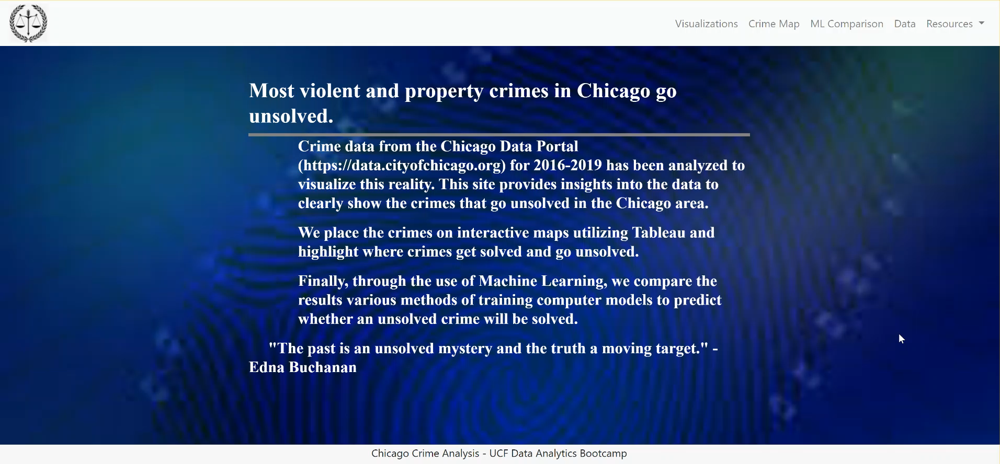 Visualizations Crime Map ML Comparison Data Resources
Most violent and property crimes in Chicago go
unsolved.
Crime data from the Chicago Data Portal
(https://data.cityofchicago.org) for 2016-2019 has been analyzed to
visualize this reality. This site provides insights into the data to
clearly show the crimes that go unsolved in the Chicago area.
We place the crimes on interactive maps utilizing Tableau and
highlight where crimes get solved and go unsolved.
Finally, through the use of Machine Learning, we compare the
results various methods of training computer models to predict
whether an unsolved crime will be solved.
"The past is an unsolved mystery and the truth a moving target." -
Edna Buchanan
Chicago Crime Analysis - UCF Data Analytics Bootcamp